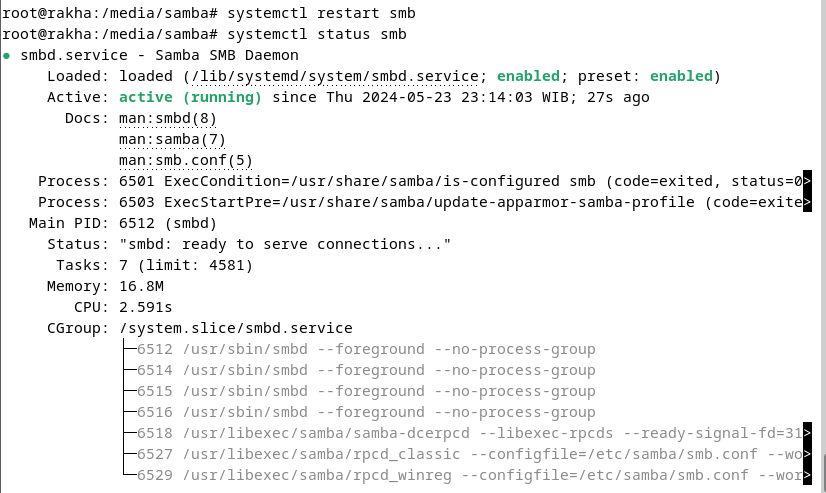 root@rakha:/media/samba# systemctl restart smb
root@rakha:/media/samba# systemctl status smb
● smbd.service - Samba SMB Daemon
     Loaded: loaded (/lib/systemd/system/smbd.service; enabled; preset: enabled)
     Active: active (running) since Thu 2024-05-23 23:14:03 WIB; 27s ago
       Docs: man:smbd(8)
             man:samba(7)
             man:smb.conf(5)
    Process: 6501 ExecCondition=/usr/share/samba/is-configured smb (code=exited, status=0>
    Process: 6503 ExecStartPre=/usr/share/samba/update-apparmor-samba-profile (code=exite>
   Main PID: 6512 (smbd)
     Status: "smbd: ready to serve connections..."
      Tasks: 7 (limit: 4581)
     Memory: 16.8M
        CPU: 2.591s
     CGroup: /system.slice/smbd.service
             ├─6512 /usr/sbin/smbd --foreground --no-process-group
             ├─6514 /usr/sbin/smbd --foreground --no-process-group
             ├─6515 /usr/sbin/smbd --foreground --no-process-group
             ├─6516 /usr/sbin/smbd --foreground --no-process-group
             ├─6518 /usr/libexec/samba/samba-dcerpcd --libexec-rpcds --ready-signal-fd=31>
             ├─6527 /usr/libexec/samba/rpcd_classic --configfile=/etc/samba/smb.conf --wo>
             └─6529 /usr/libexec/samba/rpcd_winreg --configfile=/etc/samba/smb.conf --wor>